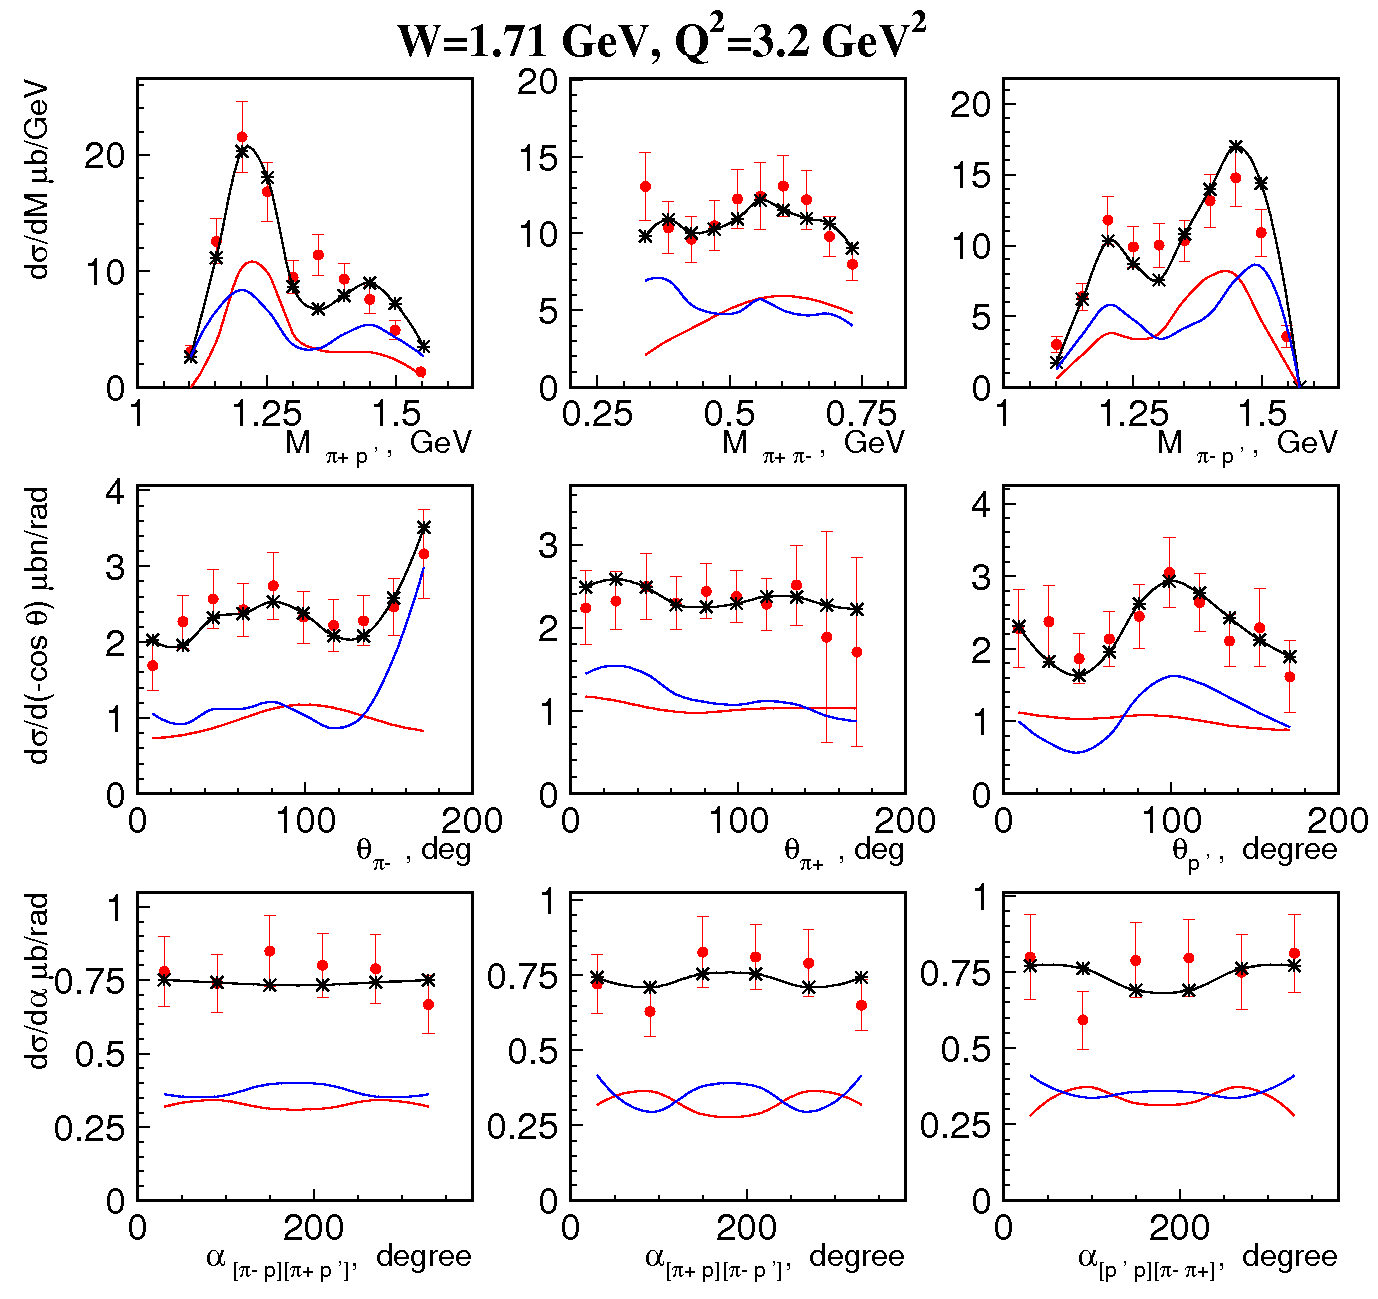 W=1.71 GeV, Q²=3.2 GeV²
dσ/dM μb/GeV
20
10
0
1 1.25 1.5
M π+ p ’ , GeV
20
15
10
5
0
0.25 0.5 0.75
M π+ π- , GeV
20
15
10
5
0
1 1.25 1.5
M π- p ’ , GeV
dσ/d(-cos θ) μbn/rad
4
3
2
1
0
0 100 200
θ π- , deg
3
2
1
0
0 100 200
θ π+ , deg
4
3
2
1
0
0 100 200
θ p ’ , degree
dσ/dα μb/rad
1
0.75
0.5
0.25
0
0 200
α [π- p][π+ p ’] , degree
1
0.75
0.5
0.25
0
0 200
α [π+ p][π- p ’] , degree
1
0.75
0.5
0.25
0
0 200
α [p ’ p][π- π+] , degree